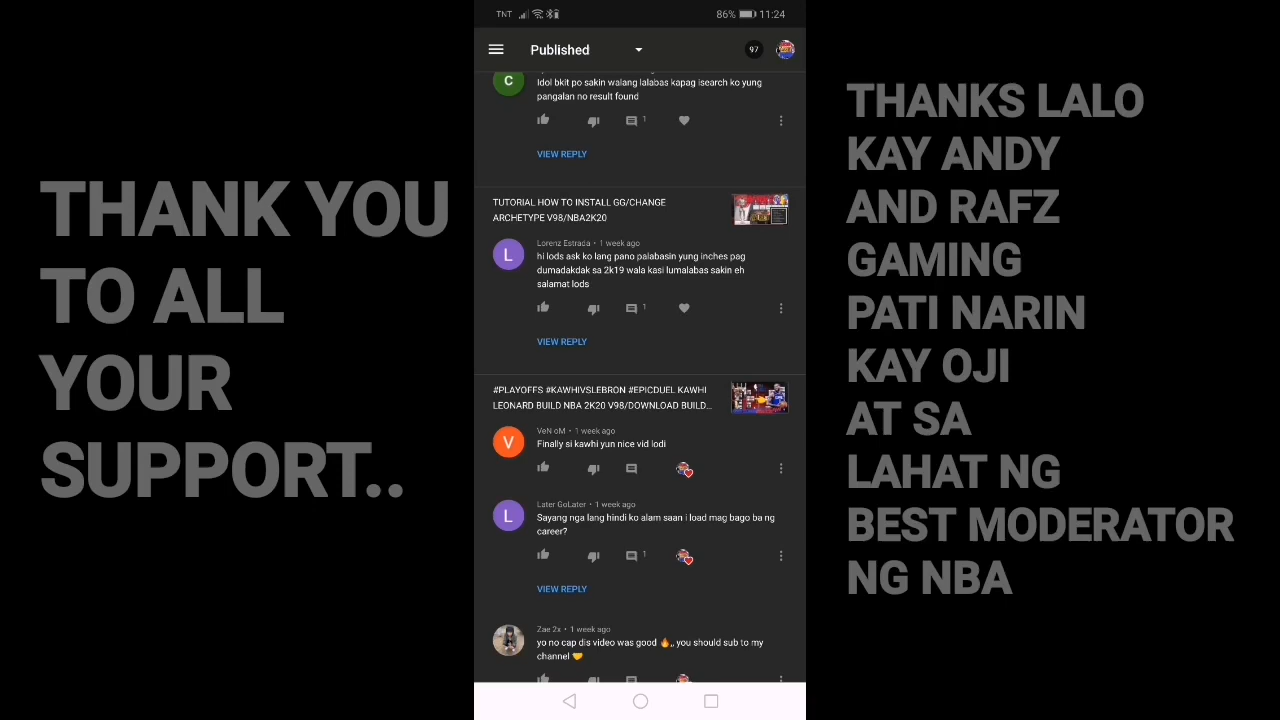 THANK YOU
TO ALL
YOUR
SUPPORT..
TNT
86%
11:24
Published
97
C
Idol bkit po sakin walang lalabas kapag isearch ko yung
pangalan no result found
1
VIEW REPLY
TUTORIAL HOW TO INSTALL GG/CHANGE
ARCHETYPE V98/NBA2K20
L
Lorenz Estrada • 1 week ago
hi lods ask ko lang pano palabasin yung inches pag
dumadakdak sa 2k19 wala kasi lumalabas sakin eh
salamat lods
1
VIEW REPLY
#PLAYOFFS #KAWHIVSLEBRON #EPICDUEL KAWHI
LEONARD BUILD NBA 2K20 V98/DOWNLOAD BUILD...
V
VeN oM • 1 week ago
Finally si kawhi yun nice vid lodi
L
Later GoLater • 1 week ago
Sayang nga lang hindi ko alam saan i load mag bago ba ng
career?
1
VIEW REPLY
Zae 2x • 1 week ago
yo no cap dis video was good 🔥,, you should sub to my
channel 🤝
THANKS LALO
KAY ANDY
AND RAFZ
GAMING
PATI NARIN
KAY OJI
AT SA
LAHAT NG
BEST MODERATOR
NG NBA